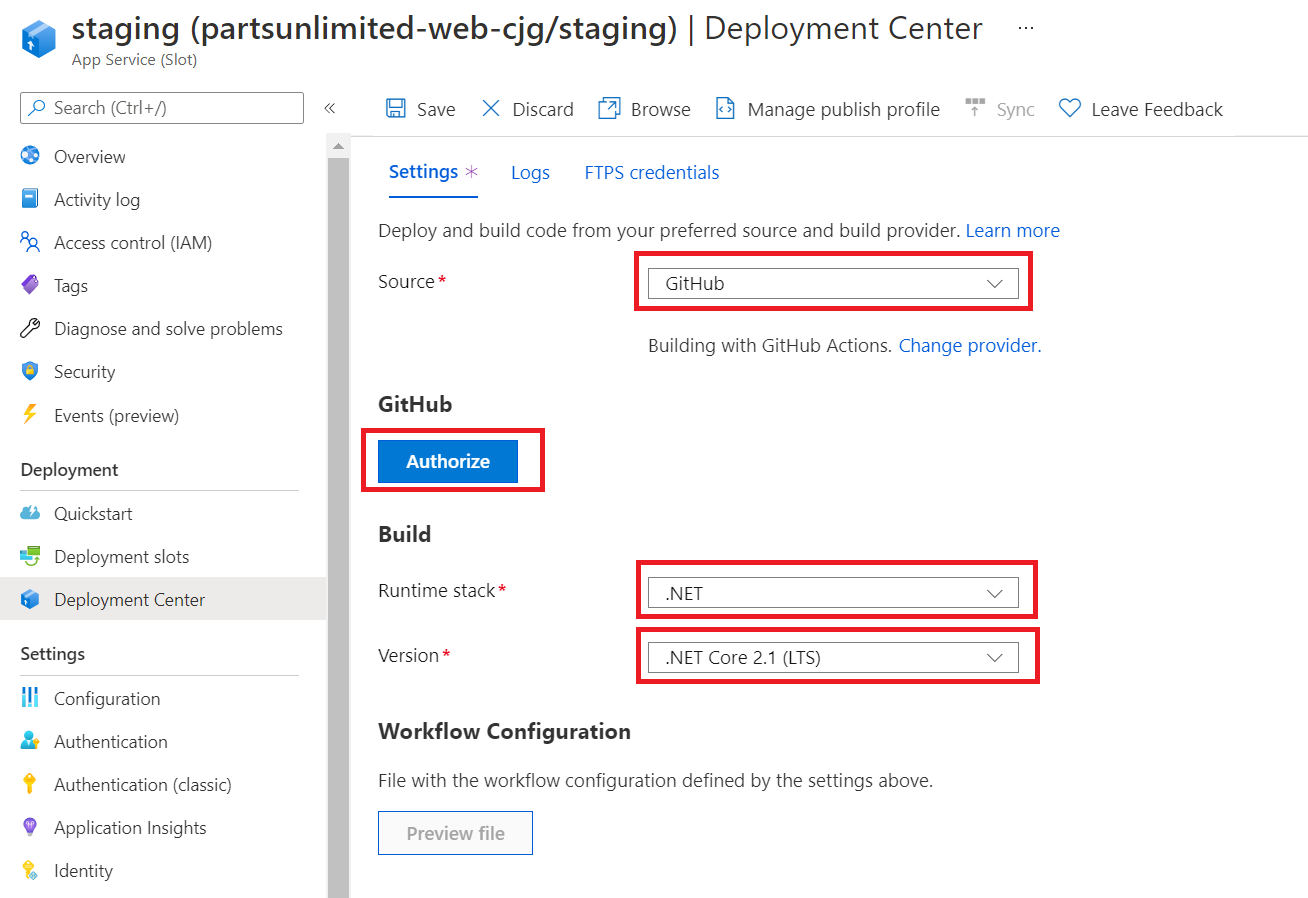 staging (partsunlimited-web-cjg/staging) | Deployment Center ...
App Service (Slot)
Search (Ctrl+/)
«
Overview
Activity log
Access control (IAM)
Tags
Diagnose and solve problems
Security
Events (preview)
Deployment
Quickstart
Deployment slots
Deployment Center
Settings
Configuration
Authentication
Authentication (classic)
Application Insights
Identity
Save Discard Browse Manage publish profile Sync Leave Feedback
Settings * Logs FTPS credentials
Deploy and build code from your preferred source and build provider. Learn more
Source * GitHub
Building with GitHub Actions. Change provider.
GitHub
Authorize
Build
Runtime stack * .NET
Version * .NET Core 2.1 (LTS)
Workflow Configuration
File with the workflow configuration defined by the settings above.
Preview file